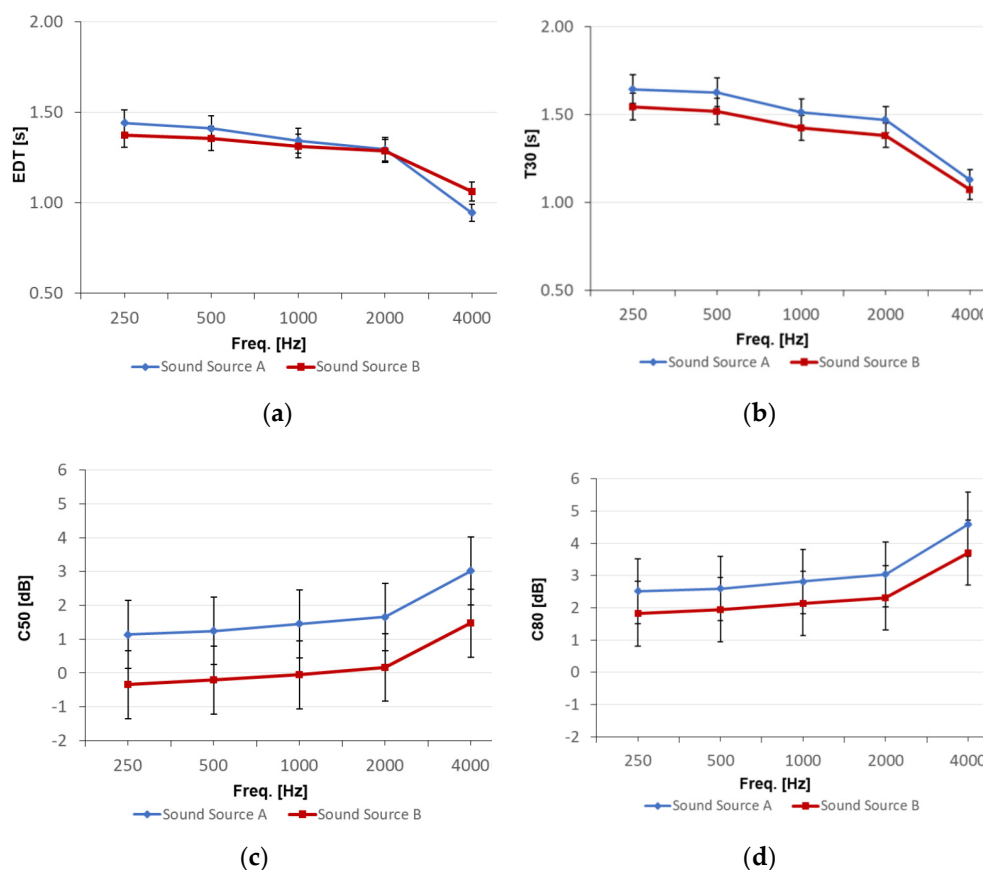 2.00
1.50
1.00
0.50
EDT [s]
250 500 1000 2000 4000
Freq. [Hz]
Sound Source A Sound Source B
(a)
2.00
1.50
1.00
0.50
T30 [s]
250 500 1000 2000 4000
Freq. [Hz]
Sound Source A Sound Source B
(b)
6
5
4
3
2
1
0
-1
-2
C50 [dB]
250 500 1000 2000 4000
Freq. [Hz]
Sound Source A Sound Source B
(c)
6
5
4
3
2
1
0
-1
-2
C80 [dB]
250 500 1000 2000 4000
Freq. [Hz]
Sound Source A Sound Source B
(d)